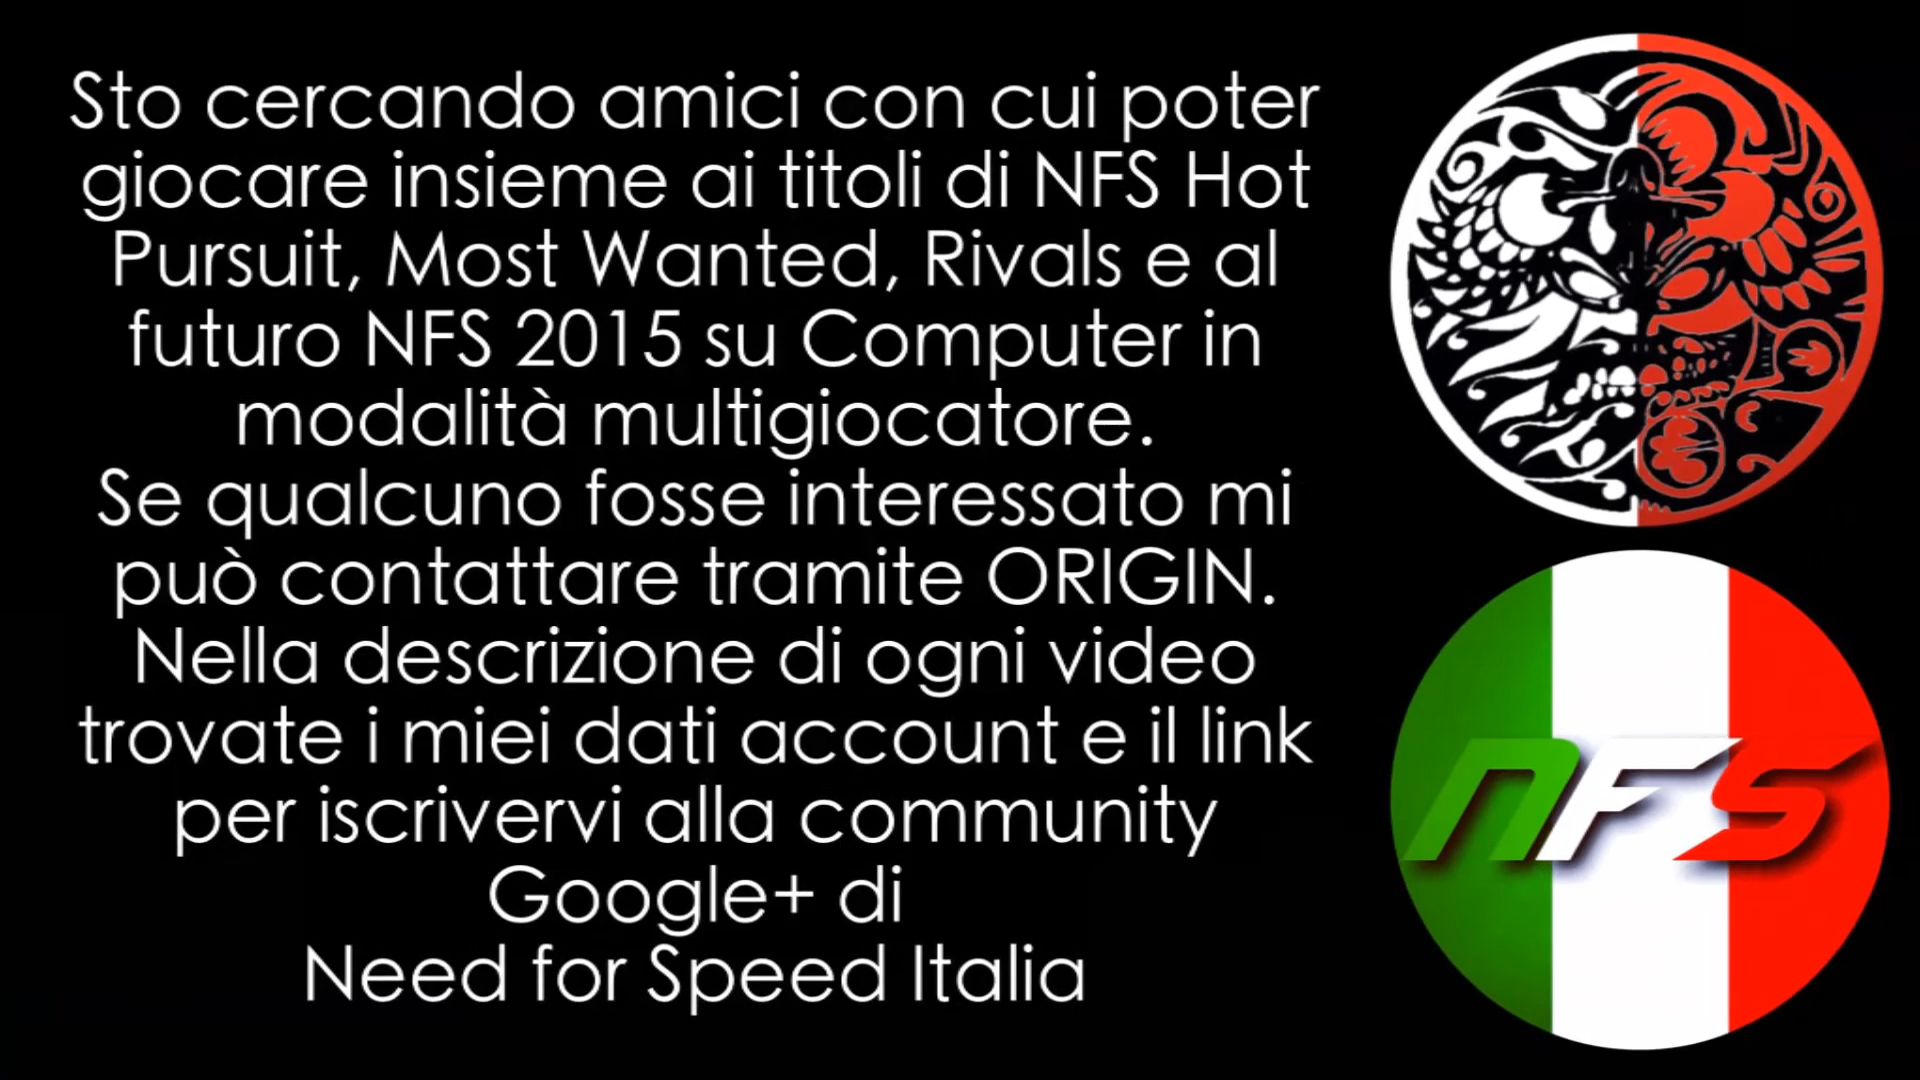 Sto cercando amici con cui poter
giocare insieme ai titoli di NFS Hot
Pursuit, Most Wanted, Rivals e al
futuro NFS 2015 su Computer in
modalità multigiocatore.
Se qualcuno fosse interessato mi
può contattare tramite ORIGIN.
Nella descrizione di ogni video
trovate i miei dati account e il link
per iscrivervi alla community
Google+ di
Need for Speed Italia
NFS